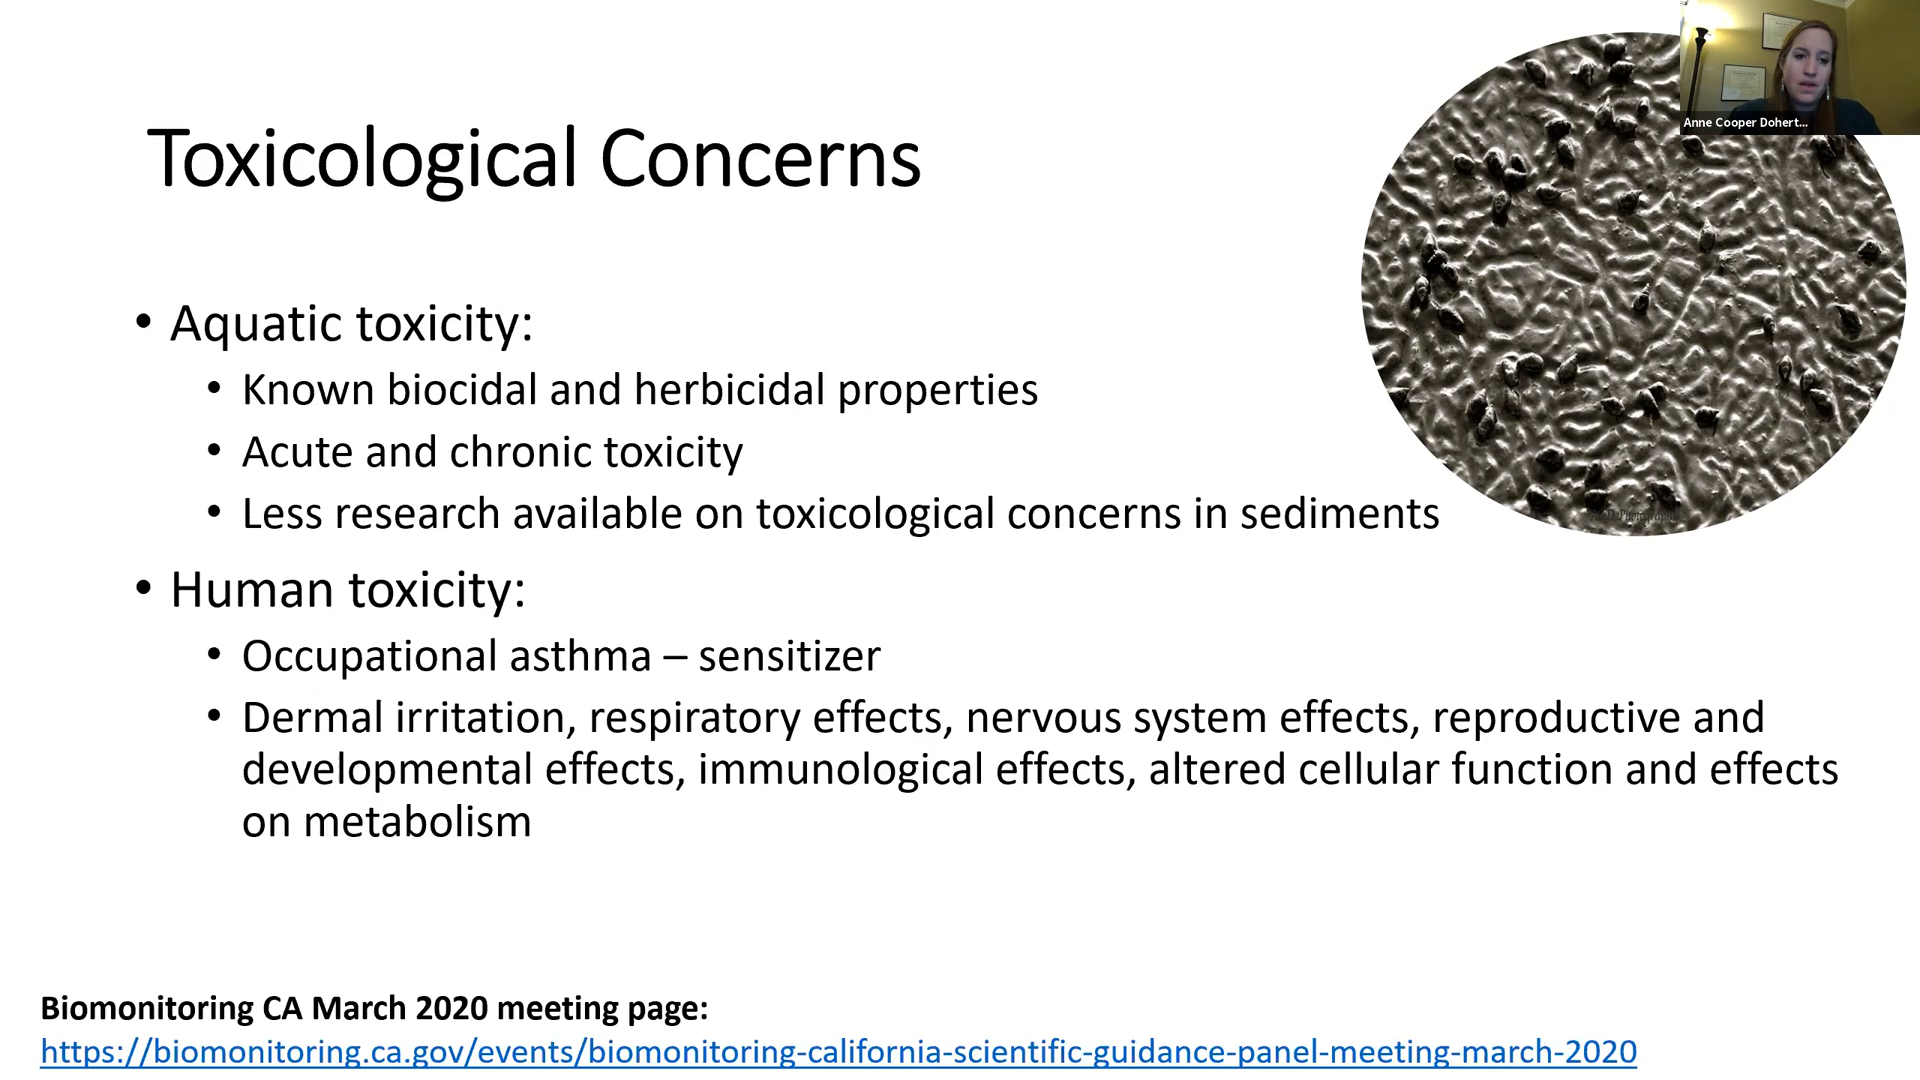 Anne Cooper Dohert...
Toxicological Concerns
• Aquatic toxicity:
• Known biocidal and herbicidal properties
• Acute and chronic toxicity
• Less research available on toxicological concerns in sediments
• Human toxicity:
• Occupational asthma – sensitizer
• Dermal irritation, respiratory effects, nervous system effects, reproductive and
developmental effects, immunological effects, altered cellular function and effects
on metabolism
Biomonitoring CA March 2020 meeting page:
https://biomonitoring.ca.gov/events/biomonitoring-california-scientific-guidance-panel-meeting-march-2020